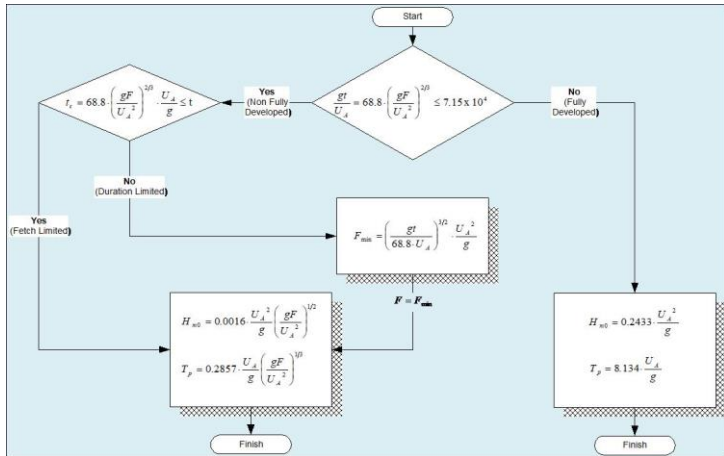 Start
gt/U_A = 68.8 · (gF/U_A²)^{2/3} ≤ 7.15 x 10⁴
Yes
(Non Fully
Developed)
No
(Fully
Developed)
t_c = 68.8 · (gF/U_A²)^{2/3} · U_A/g ≤ t
No
(Duration Limited)
Yes
(Fetch Limited)
F_min = (gt/68.8 · U_A)^{3/2} · U_A²/g
F = F_min
H_m0 = 0.0016 · U_A²/g (gF/U_A²)^{1/2}
T_p = 0.2857 · U_A/g (gF/U_A²)^{1/3}
H_m0 = 0.2433 · U_A²/g
T_p = 8.134 · U_A/g
Finish
Finish